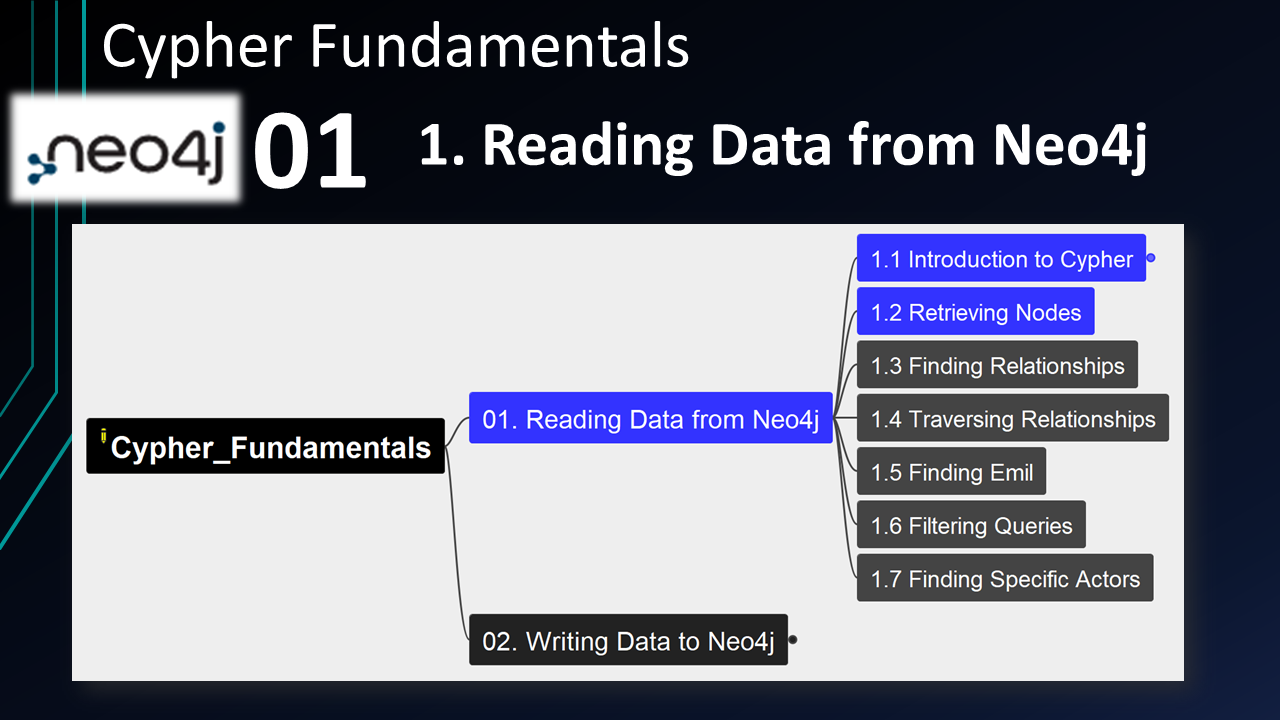 Cypher Fundamentals
neo4j
01
1. Reading Data from Neo4j
1.1 Introduction to Cypher
1.2 Retrieving Nodes
1.3 Finding Relationships
01. Reading Data from Neo4j
1.4 Traversing Relationships
Cypher_Fundamentals
1.5 Finding Emil
1.6 Filtering Queries
1.7 Finding Specific Actors
02. Writing Data to Neo4j